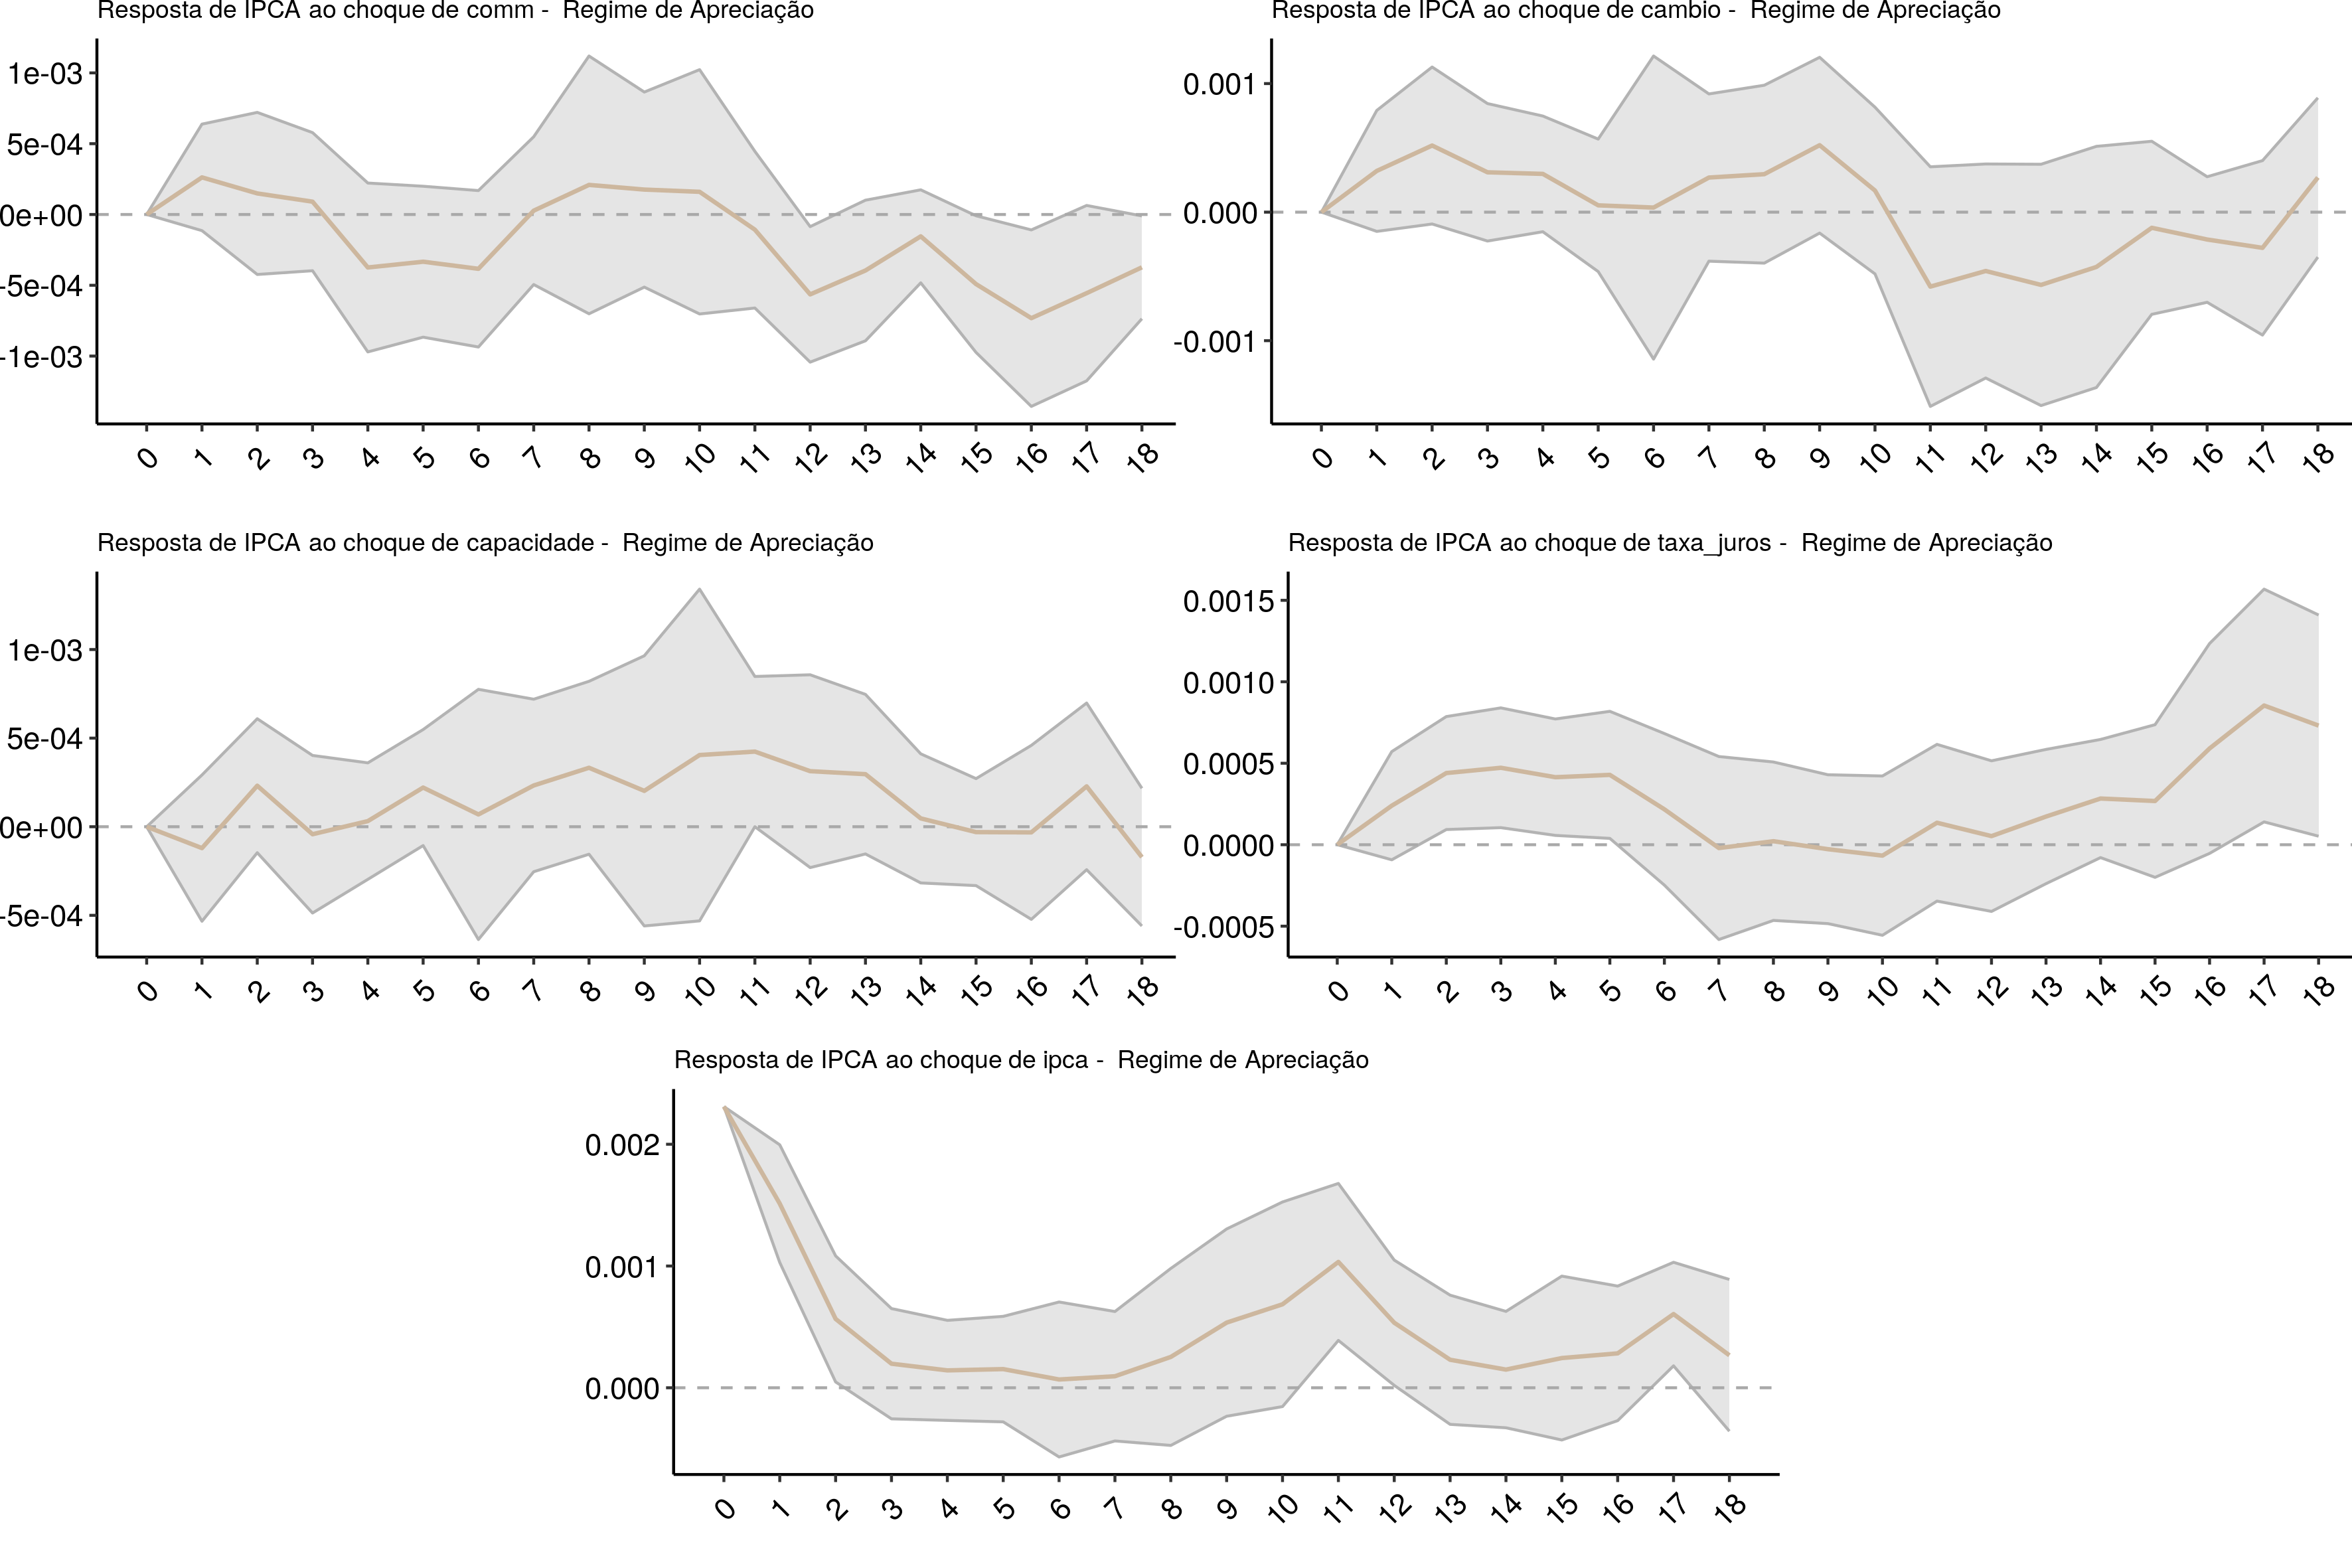 Resposta de IPCA ao choque de comm -  Regime de Apreciação
1e-03
5e-04
0e+00
-5e-04
-1e-03
0 1 2 3 4 5 6 7 8 9 10 11 12 13 14 15 16 17 18
Resposta de IPCA ao choque de cambio -  Regime de Apreciação
0.001
0.000
-0.001
0 1 2 3 4 5 6 7 8 9 10 11 12 13 14 15 16 17 18
Resposta de IPCA ao choque de capacidade -  Regime de Apreciação
1e-03
5e-04
0e+00
-5e-04
0 1 2 3 4 5 6 7 8 9 10 11 12 13 14 15 16 17 18
Resposta de IPCA ao choque de taxa_juros -  Regime de Apreciação
0.0015
0.0010
0.0005
0.0000
-0.0005
0 1 2 3 4 5 6 7 8 9 10 11 12 13 14 15 16 17 18
Resposta de IPCA ao choque de ipca -  Regime de Apreciação
0.002
0.001
0.000
0 1 2 3 4 5 6 7 8 9 10 11 12 13 14 15 16 17 18